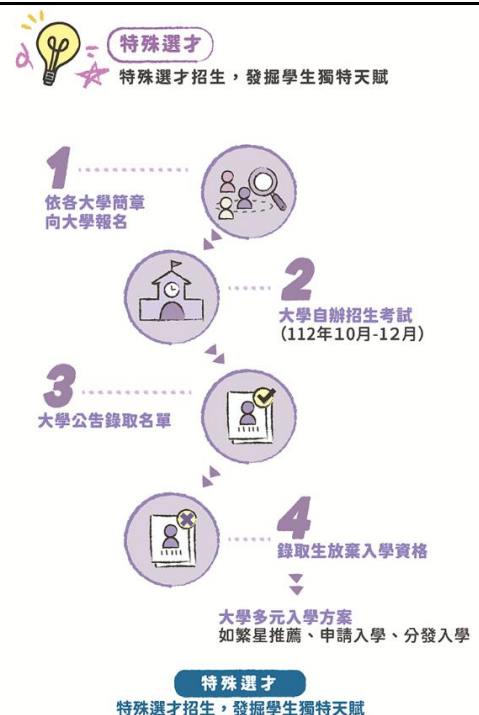 特殊選才
特殊選才招生，發掘學生獨特天賦
1
依各大學簡章
向大學報名
2
大學自辦招生考試
(112年10月-12月)
3
大學公告錄取名單
4
錄取生放棄入學資格
大學多元入學方案
如繁星推薦、申請入學、分發入學
特殊選才
特殊選才招生，發掘學生獨特天賦